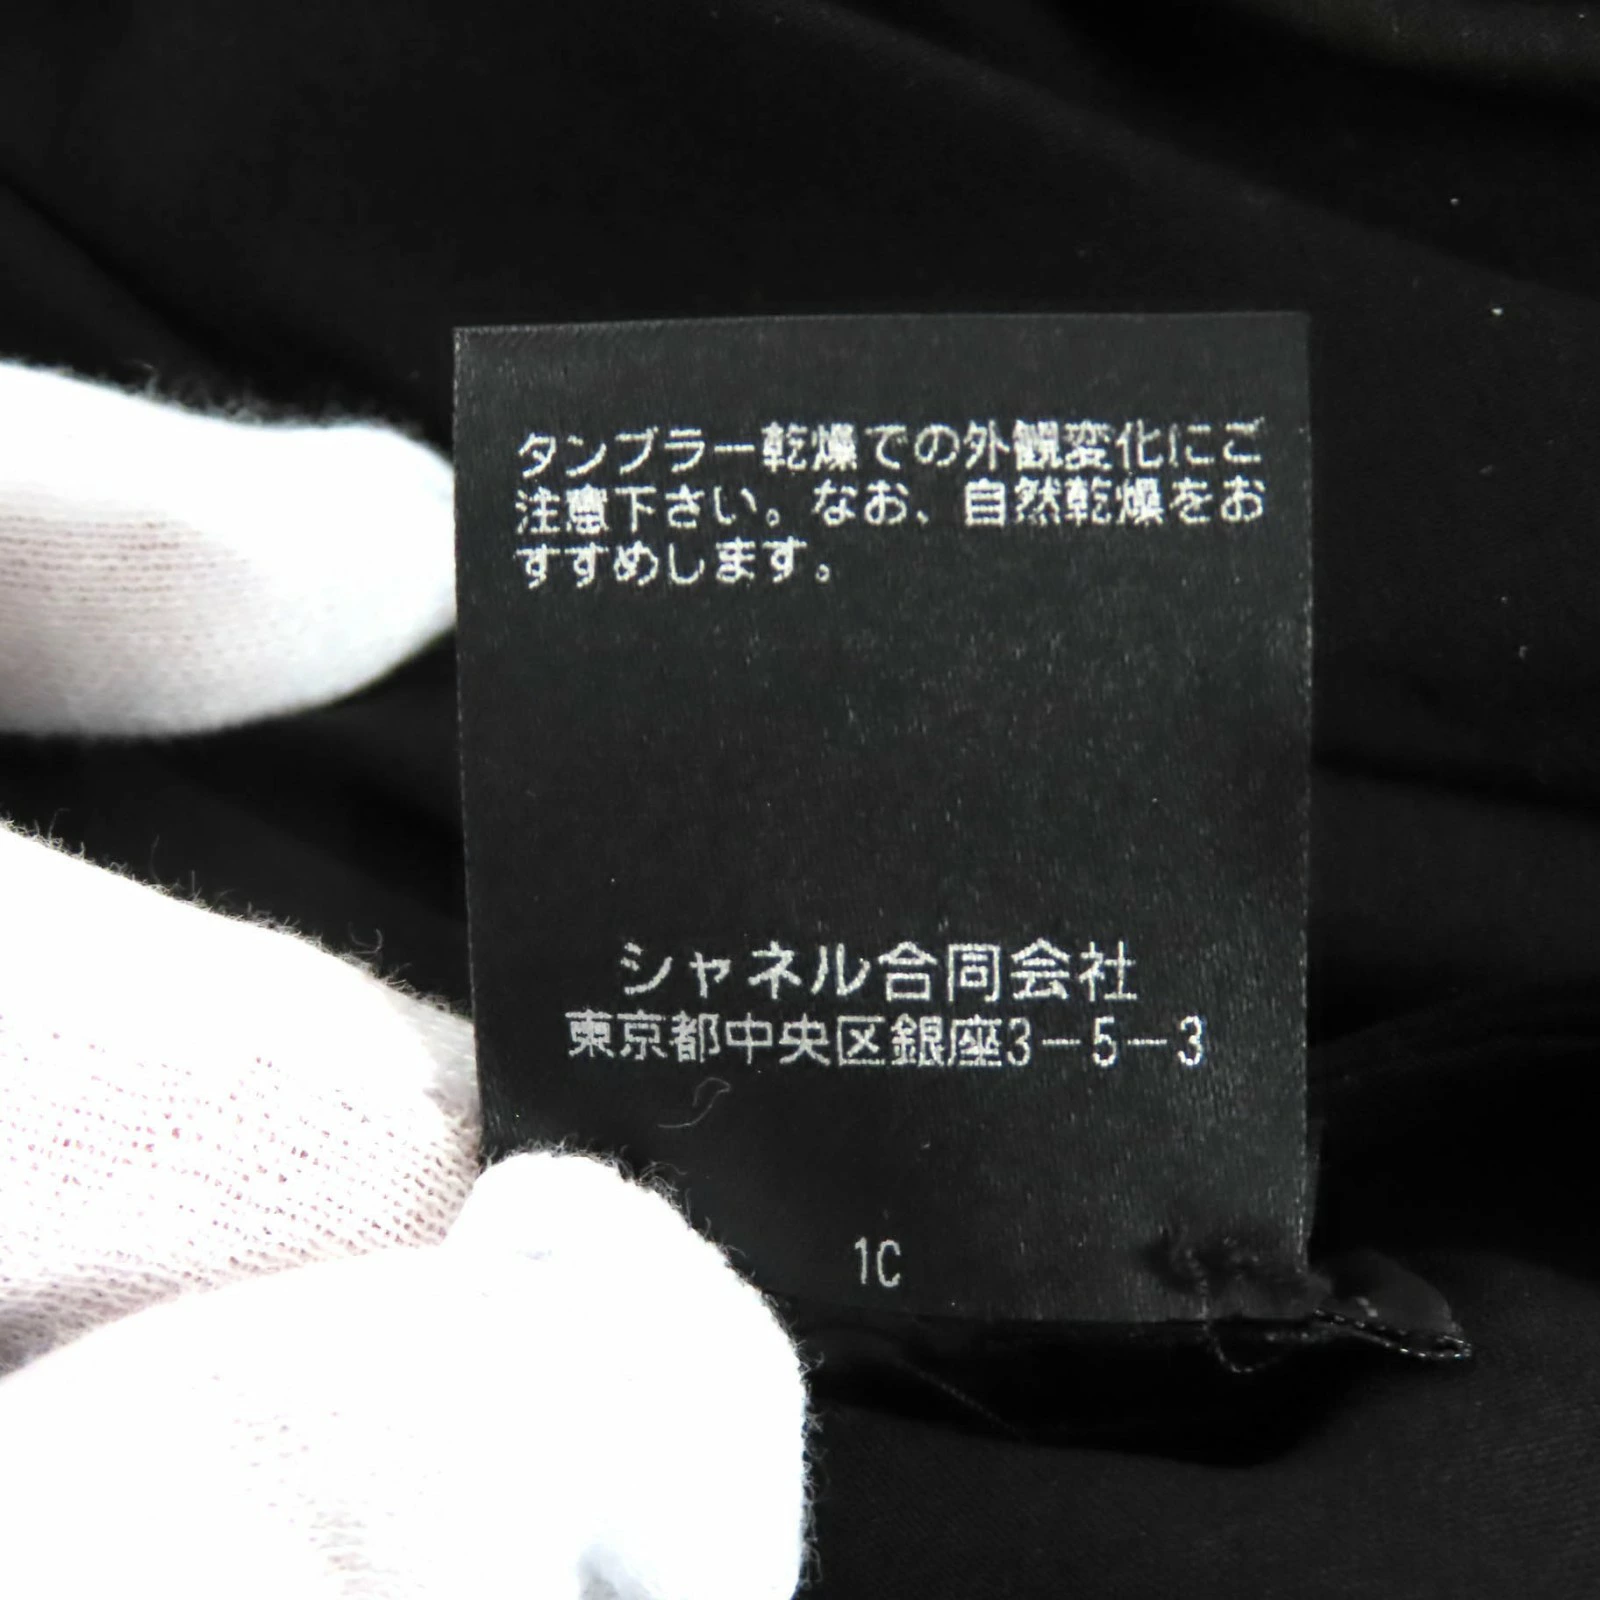 タンブラー乾燥での外観変化にご
注意下さい。なお、自然乾燥をお
すすめします。
シャネル合同会社
東京都中央区銀座3-5-3
1C